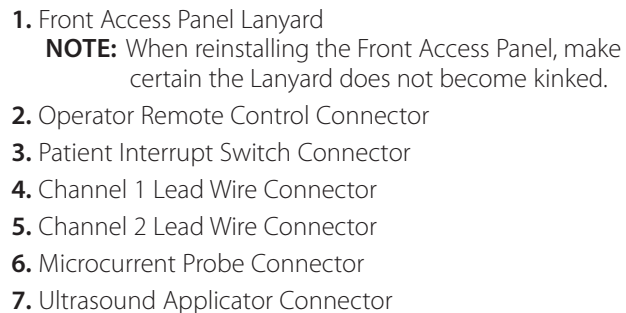 1. Front Access Panel Lanyard
NOTE: When reinstalling the Front Access Panel, make
certain the Lanyard does not become kinked.
2. Operator Remote Control Connector
3. Patient Interrupt Switch Connector
4. Channel 1 Lead Wire Connector
5. Channel 2 Lead Wire Connector
6. Microcurrent Probe Connector
7. Ultrasound Applicator Connector